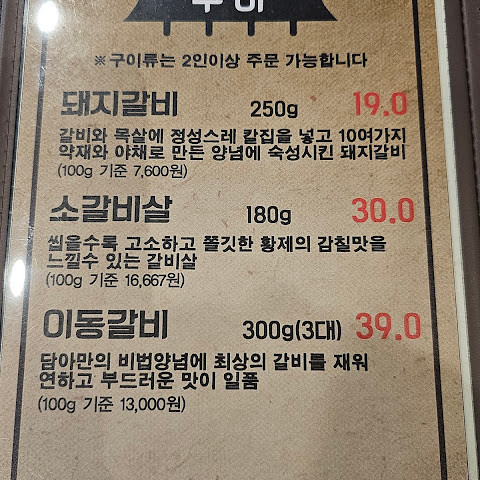 구이
※구이류는 2인이상 주문 가능합니다
돼지갈비 250g 19.0
갈비와 목살에 정성스레 칼집을 넣고 10여가지
약재와 야채로 만든 양념에 숙성시킨 돼지갈비
(100g 기준 7,600원)
소갈비살 180g 30.0
씹을수록 고소하고 쫄깃한 황제의 감칠맛을
느낄수 있는 갈비살
(100g 기준 16,667원)
이동갈비 300g(3대) 39.0
담아만의 비법양념에 최상의 갈비를 재워
연하고 부드러운 맛이 일품
(100g 기준 13,000원)